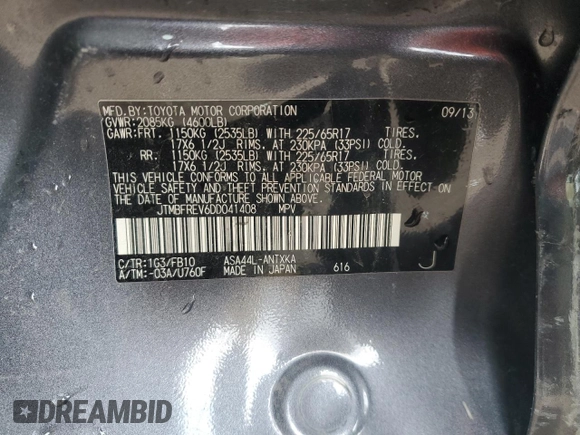 MFD.BY:TOYOTA MOTOR CORPORATION 09/13
GVWR:2085KG (4600LB)
GAWR:FRT. 1150KG (2535LB) WITH 225/65R17 TIRES.
17X6 1/2J RIMS. AT 230KPA (33PSI) COLD.
RR. 1150KG (2535LB) WITH 225/65R17 TIRES.
17X6 1/2J RIMS. AT 230KPA (33PSI) COLD.
THIS VEHICLE CONFORMS TO ALL APPLICABLE FEDERAL MOTOR
VEHICLE SAFETY AND THEFT PREVENTION STANDARDS IN EFFECT ON
THE DATE OF MANUFACTURE SHOWN ABOVE.
JTMBFREV6DD041408 MPV
C/TR:1G3/FB10 ASA44L-ANTXKA
A/TM:-03A/U760F MADE IN JAPAN 616
J
DREAMBID